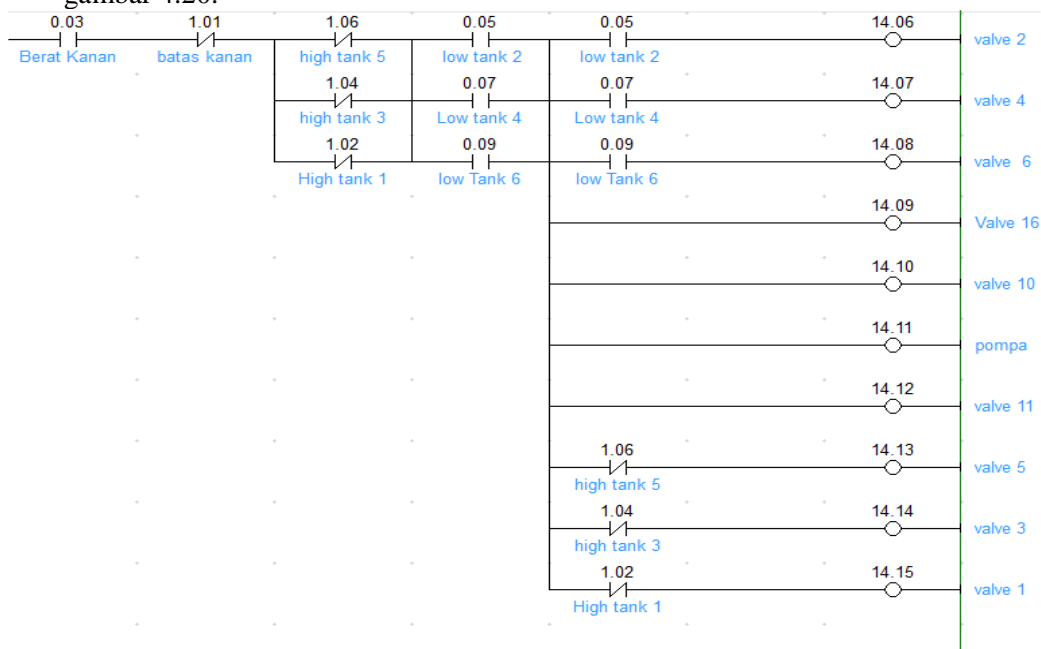 gambar 4.20.
0.03 1.01 1.06 0.05 0.05 14.06
valve 2
Berat Kanan batas kanan high tank 5 low tank 2 low tank 2
1.04 0.07 0.07 14.07
valve 4
high tank 3 Low tank 4 Low tank 4
1.02 0.09 0.09 14.08
valve 6
High tank 1 low Tank 6 low Tank 6
14.09
Valve 16
14.10
valve 10
14.11
pompa
14.12
valve 11
1.06 14.13
valve 5
high tank 5
1.04 14.14
valve 3
high tank 3
1.02 14.15
valve 1
High tank 1